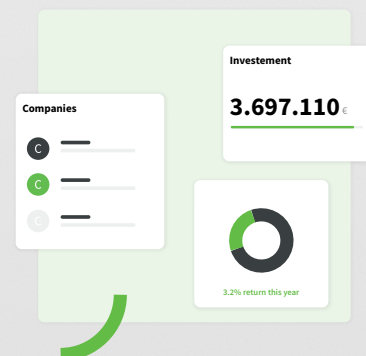 Investement
3.697.110 €
Companies
C
C
C
3.2% return this year